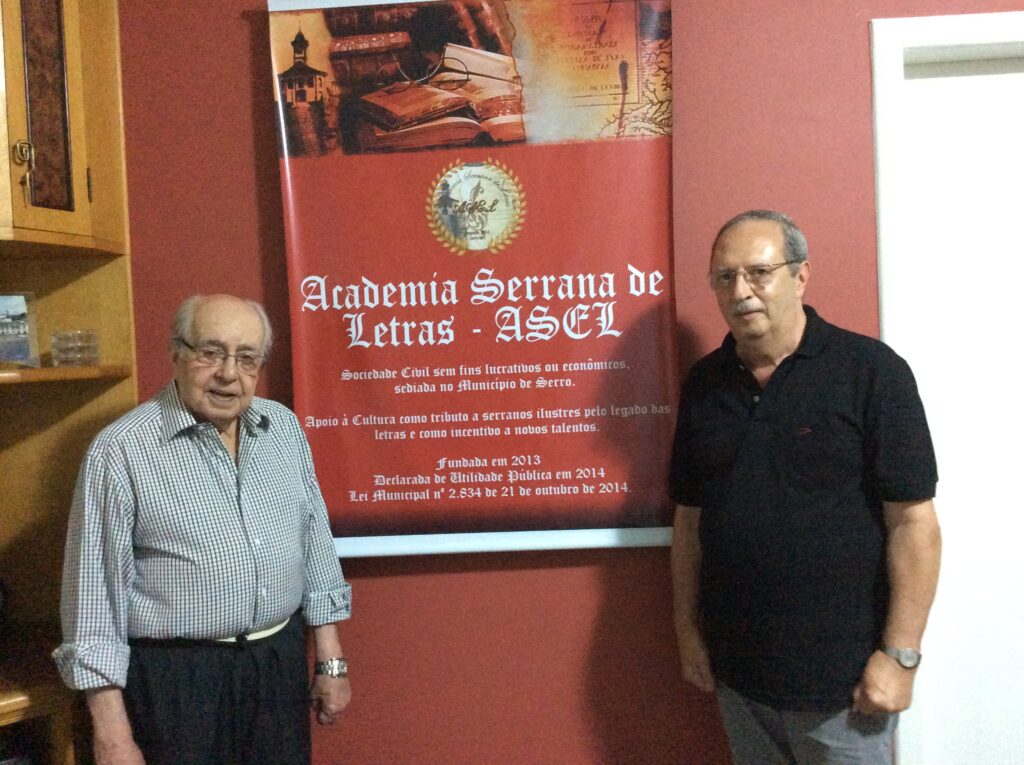 ASEL
Academia Serrana de
Letras - ASEL
Sociedade Civil sem fins lucrativos ou econômicos,
sediada no Município de Serro.
Apoio à Cultura como tributo a serranos ilustres pelo legado das
letras e como incentivo a novos talentos.
Fundada em 2013
Declarada de Utilidade Pública em 2014
Lei Municipal nº 2.834 de 21 de outubro de 2014.